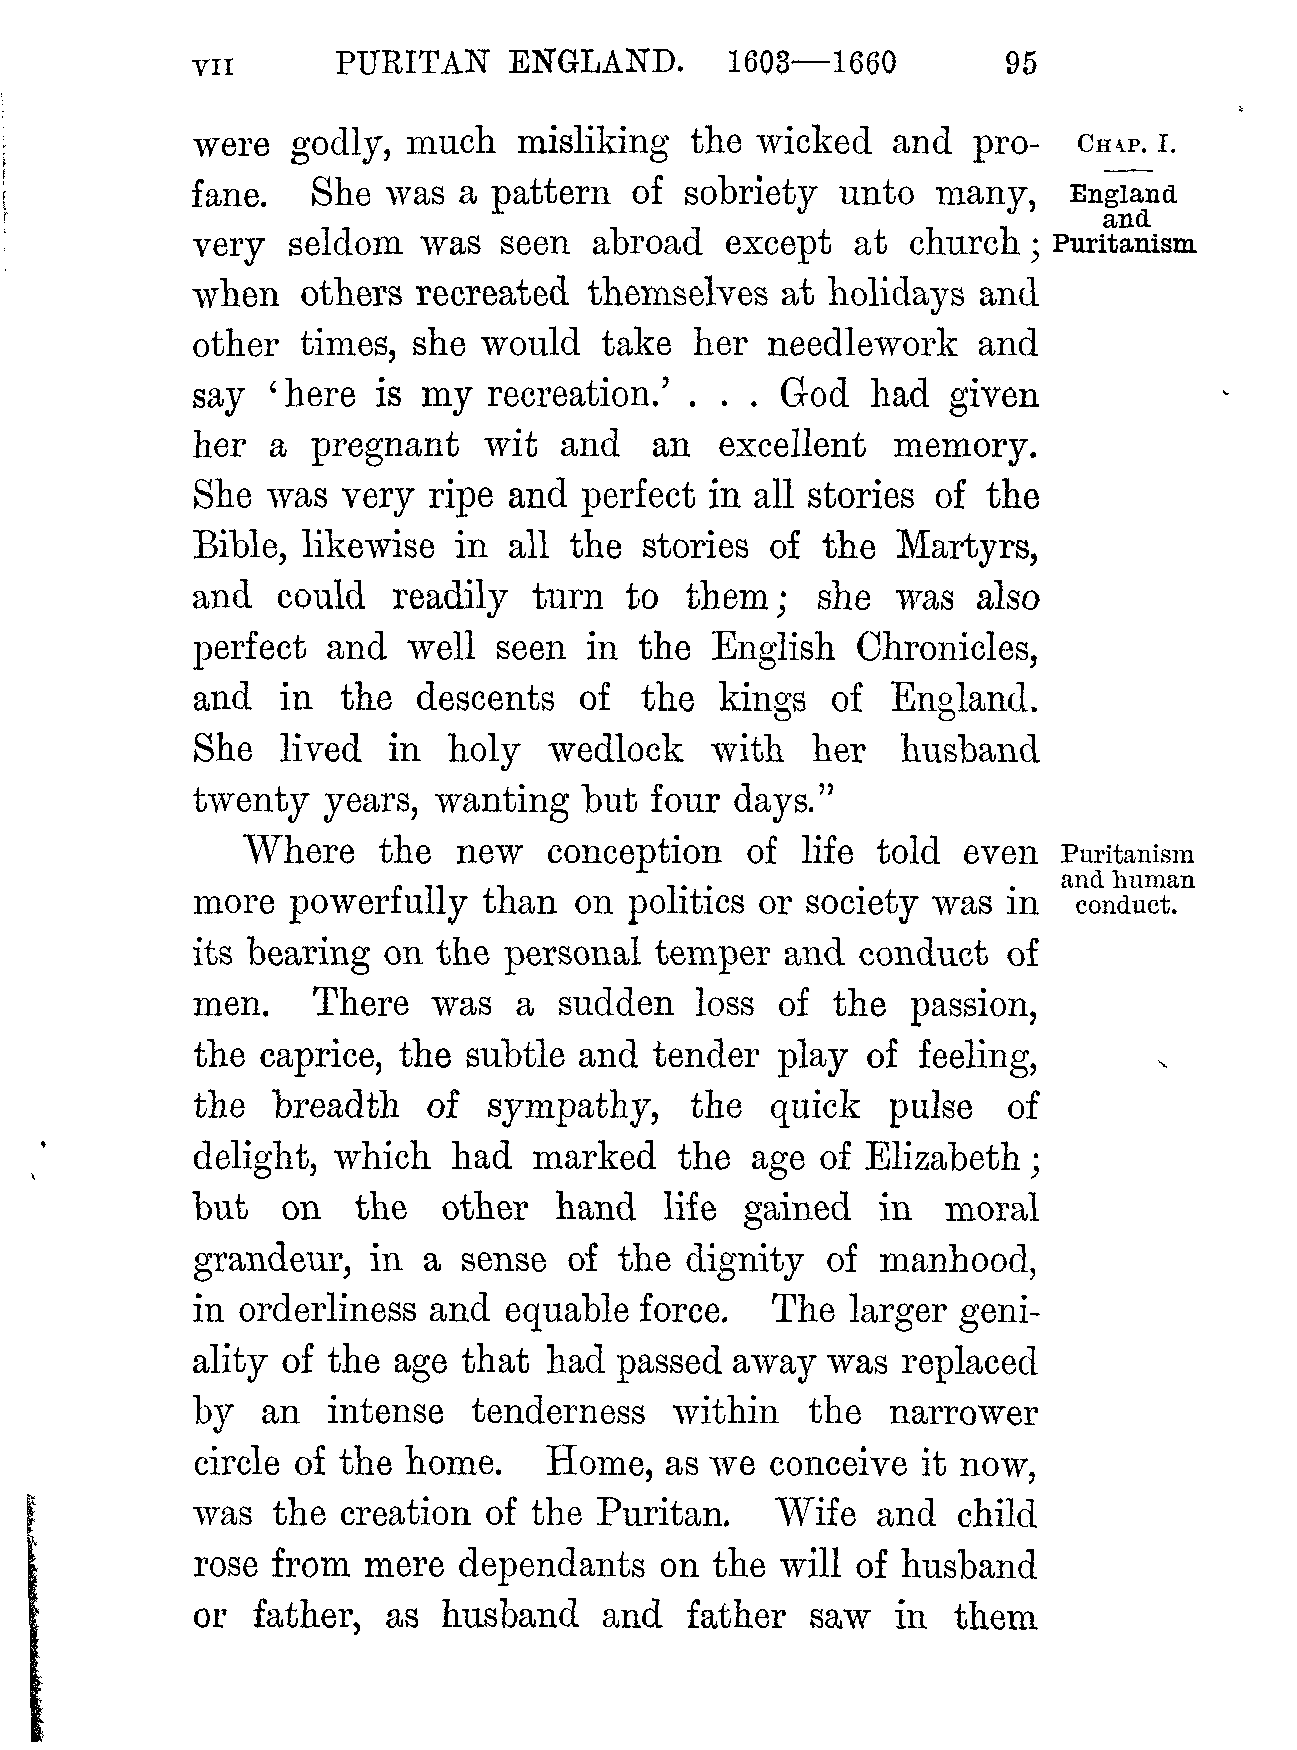 VII PURITAN ENGLAND. 1603—1660 95
were godly, much misliking the wicked and pro-
CHAP. I.
fane. She was a pattern of sobriety unto many,
England
and
Puritanism
very seldom was seen abroad except at church;
when others recreated themselves at holidays and
other times, she would take her needlework and
say ‘here is my recreation.’ . . . God had given
her a pregnant wit and an excellent memory.
She was very ripe and perfect in all stories of the
Bible, likewise in all the stories of the Martyrs,
and could readily turn to them; she was also
perfect and well seen in the English Chronicles,
and in the descents of the kings of England.
She lived in holy wedlock with her husband
twenty years, wanting but four days.”
Where the new conception of life told even
Puritanism
and human
conduct.
more powerfully than on politics or society was in
its bearing on the personal temper and conduct of
men. There was a sudden loss of the passion,
the caprice, the subtle and tender play of feeling,
the breadth of sympathy, the quick pulse of
delight, which had marked the age of Elizabeth;
but on the other hand life gained in moral
grandeur, in a sense of the dignity of manhood,
in orderliness and equable force. The larger geni-
ality of the age that had passed away was replaced
by an intense tenderness within the narrower
circle of the home. Home, as we conceive it now,
was the creation of the Puritan. Wife and child
rose from mere dependants on the will of husband
or father, as husband and father saw in them